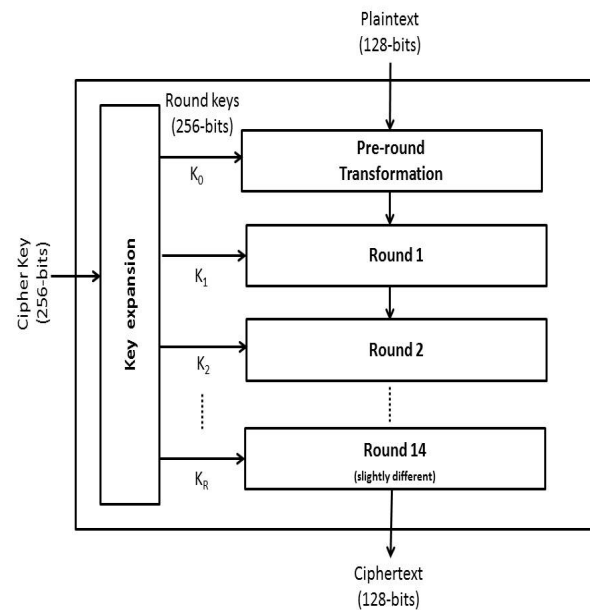 Plaintext
(128-bits)
Round keys
(256-bits)
Pre-round
Transformation
K₀
Cipher Key
(256-bits)
Key expansion
Round 1
K₁
Round 2
K₂
Round 14
(slightly different)
K_R
Ciphertext
(128-bits)